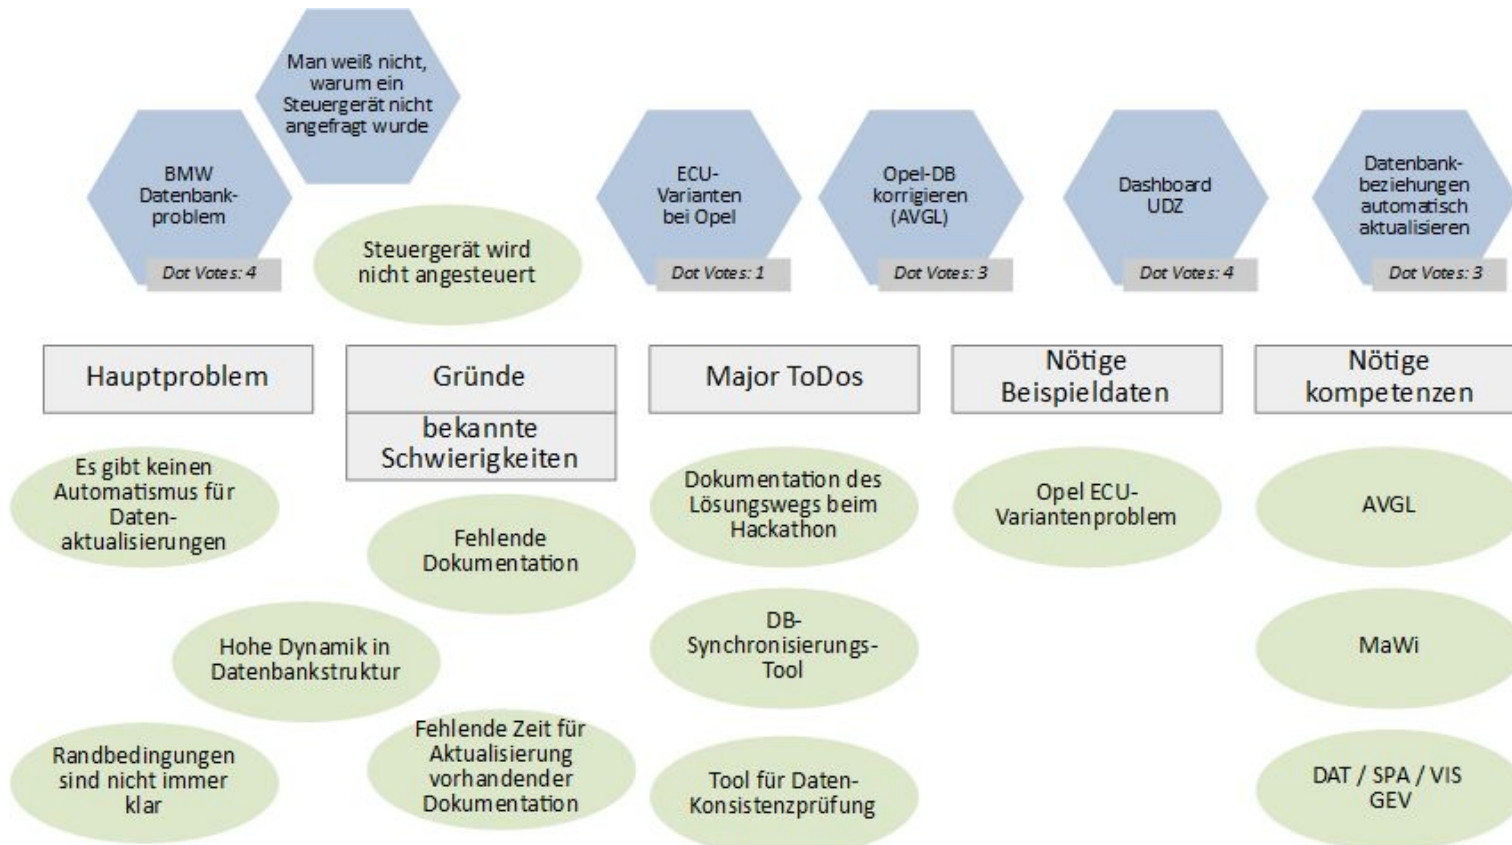 Man weiß nicht,
warum ein
Steuergerät nicht
angefragt wurde
BMW
Datenbank-
problem
Dot Votes: 4
ECU-
Varianten
bei Opel
Dot Votes: 1
Opel-DB
korrigieren
(AVGL)
Dot Votes: 3
Dashboard
UDZ
Dot Votes: 4
Datenbank-
beziehungen
automatisch
aktualisieren
Dot Votes: 3
Steuergerät wird
nicht angesteuert
Hauptproblem
Es gibt keinen
Automatismus für
Daten-
aktualisierungen
Hohe Dynamik in
Datenbankstruktur
Randbedingungen
sind nicht immer
klar
Gründe
bekannte
Schwierigkeiten
Fehlende
Dokumentation
Fehlende Zeit für
Aktualisierung
vorhandender
Dokumentation
Major ToDos
Dokumentation des
Lösungswegs beim
Hackathon
DB-
Synchronisierungs-
Tool
Tool für Daten-
Konsistenzprüfung
Nötige
Beispieldaten
Opel ECU-
Variantenproblem
Nötige
kompetenzen
AVGL
MaWi
DAT / SPA / VIS
GEV